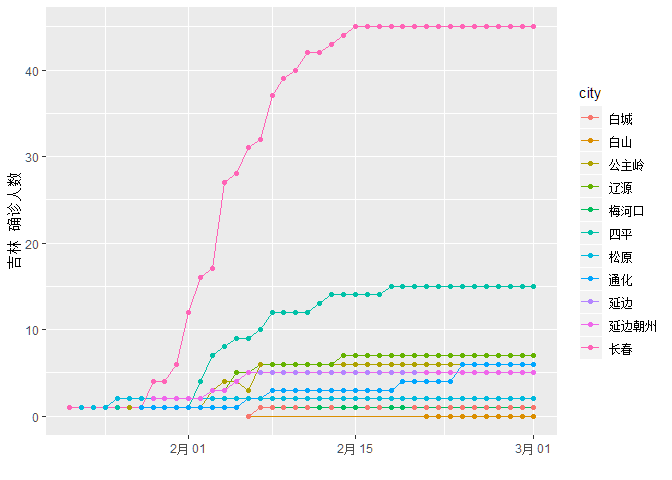 吉林 确诊人数
40
30
20
10
0
2月 01
2月 15
3月 01
city
白城
白山
公主岭
辽源
梅河口
四平
松原
通化
延边
延边朝州
长春